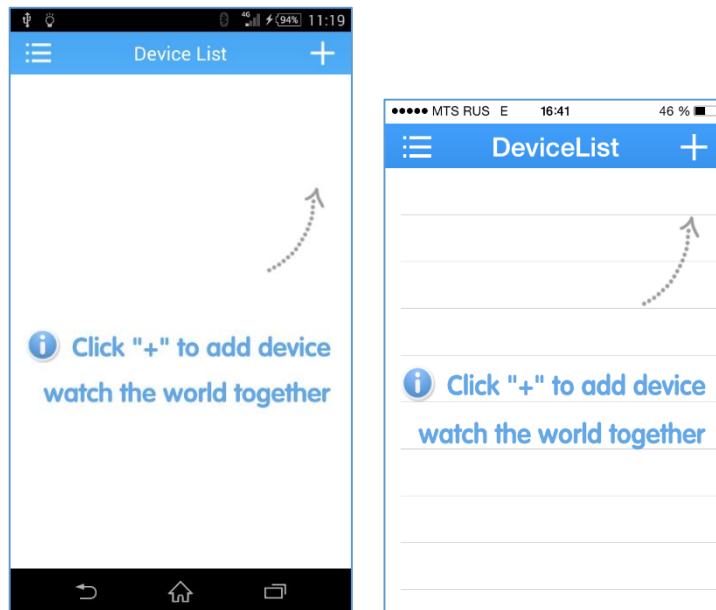 4G 94% 11:19
Device List
Click "+" to add device
watch the world together
MTS RUS E 16:41 46 %
DeviceList
Click "+" to add device
watch the world together